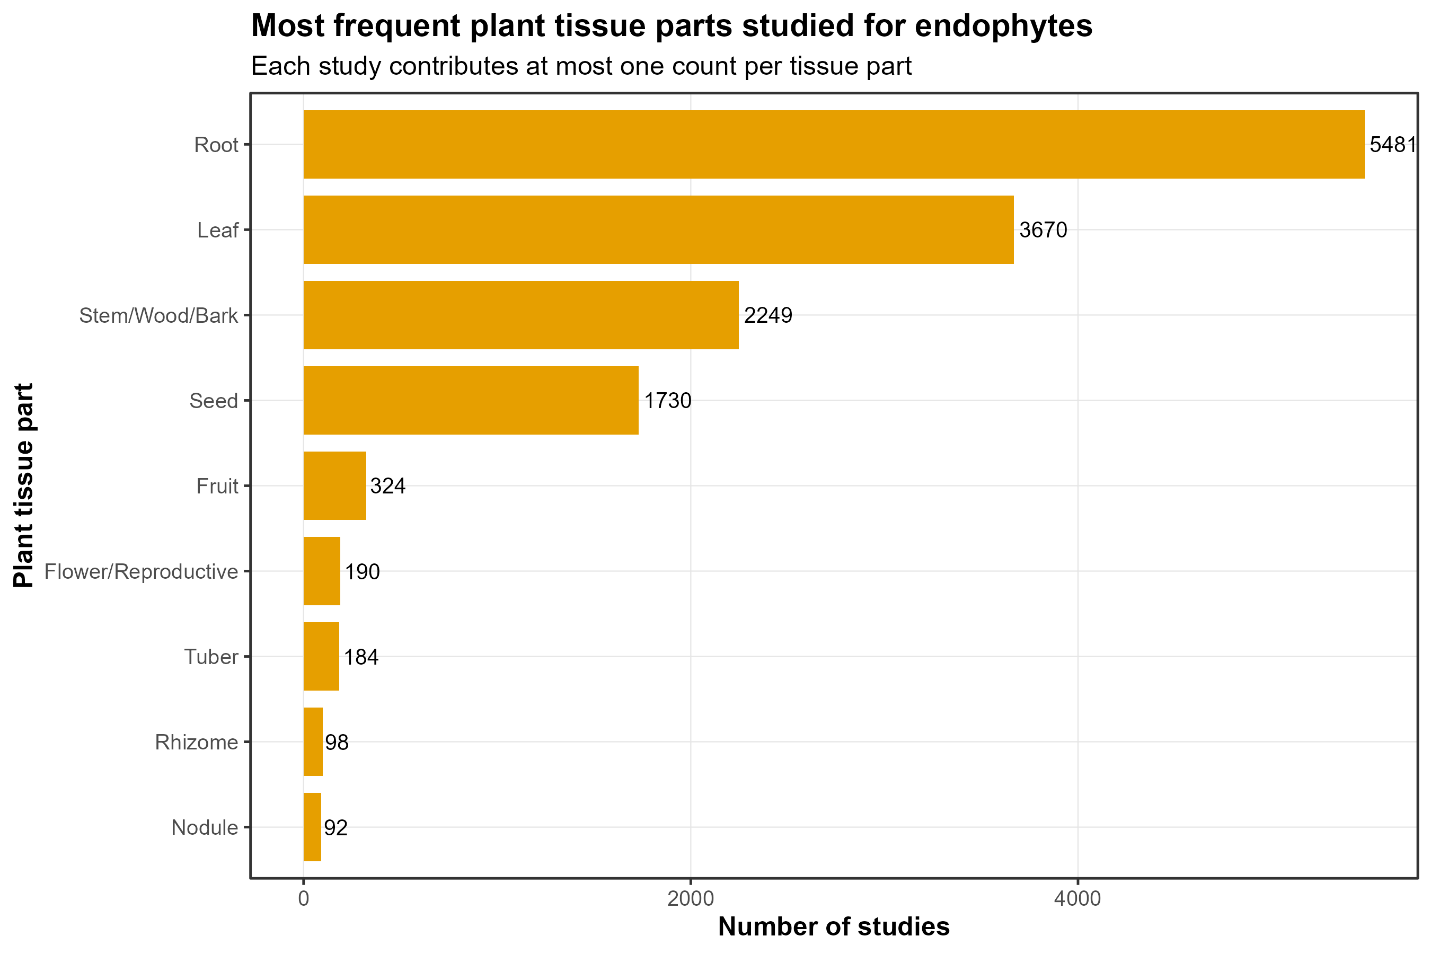 Most frequent plant tissue parts studied for endophytes
Each study contributes at most one count per tissue part
Plant tissue part
Root 5481
Leaf 3670
Stem/Wood/Bark 2249
Seed 1730
Fruit 324
Flower/Reproductive 190
Tuber 184
Rhizome 98
Nodule 92
0 2000 4000
Number of studies